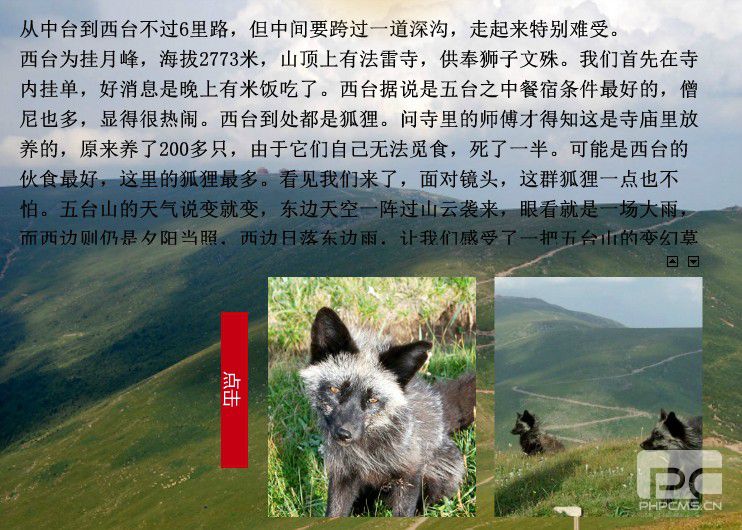 从中台到西台不过6里路，但中间要跨过一道深沟，走起来特别难受。
西台为挂月峰，海拔2773米，山顶上有法雷寺，供奉狮子文殊。我们首先在寺
内挂单，好消息是晚上有米饭吃了。西台据说是五台之中餐宿条件最好的，僧
尼也多，显得很热闹。西台到处都是狐狸。问寺里的师傅才得知这是寺庙里放
养的，原来养了200多只，由于它们自己无法觅食，死了一半。可能是西台的
伙食最好，这里的狐狸最多。看见我们来了，面对镜头，这群狐狸一点也不
怕。五台山的天气说变就变，东边天空一阵过山云袭来，眼看就是一场大雨，
而西边则仍是夕阳当照，西边日落东边雨，让我们感受了一把五台山的变幻莫
点击
PC
PHPCMS.CN